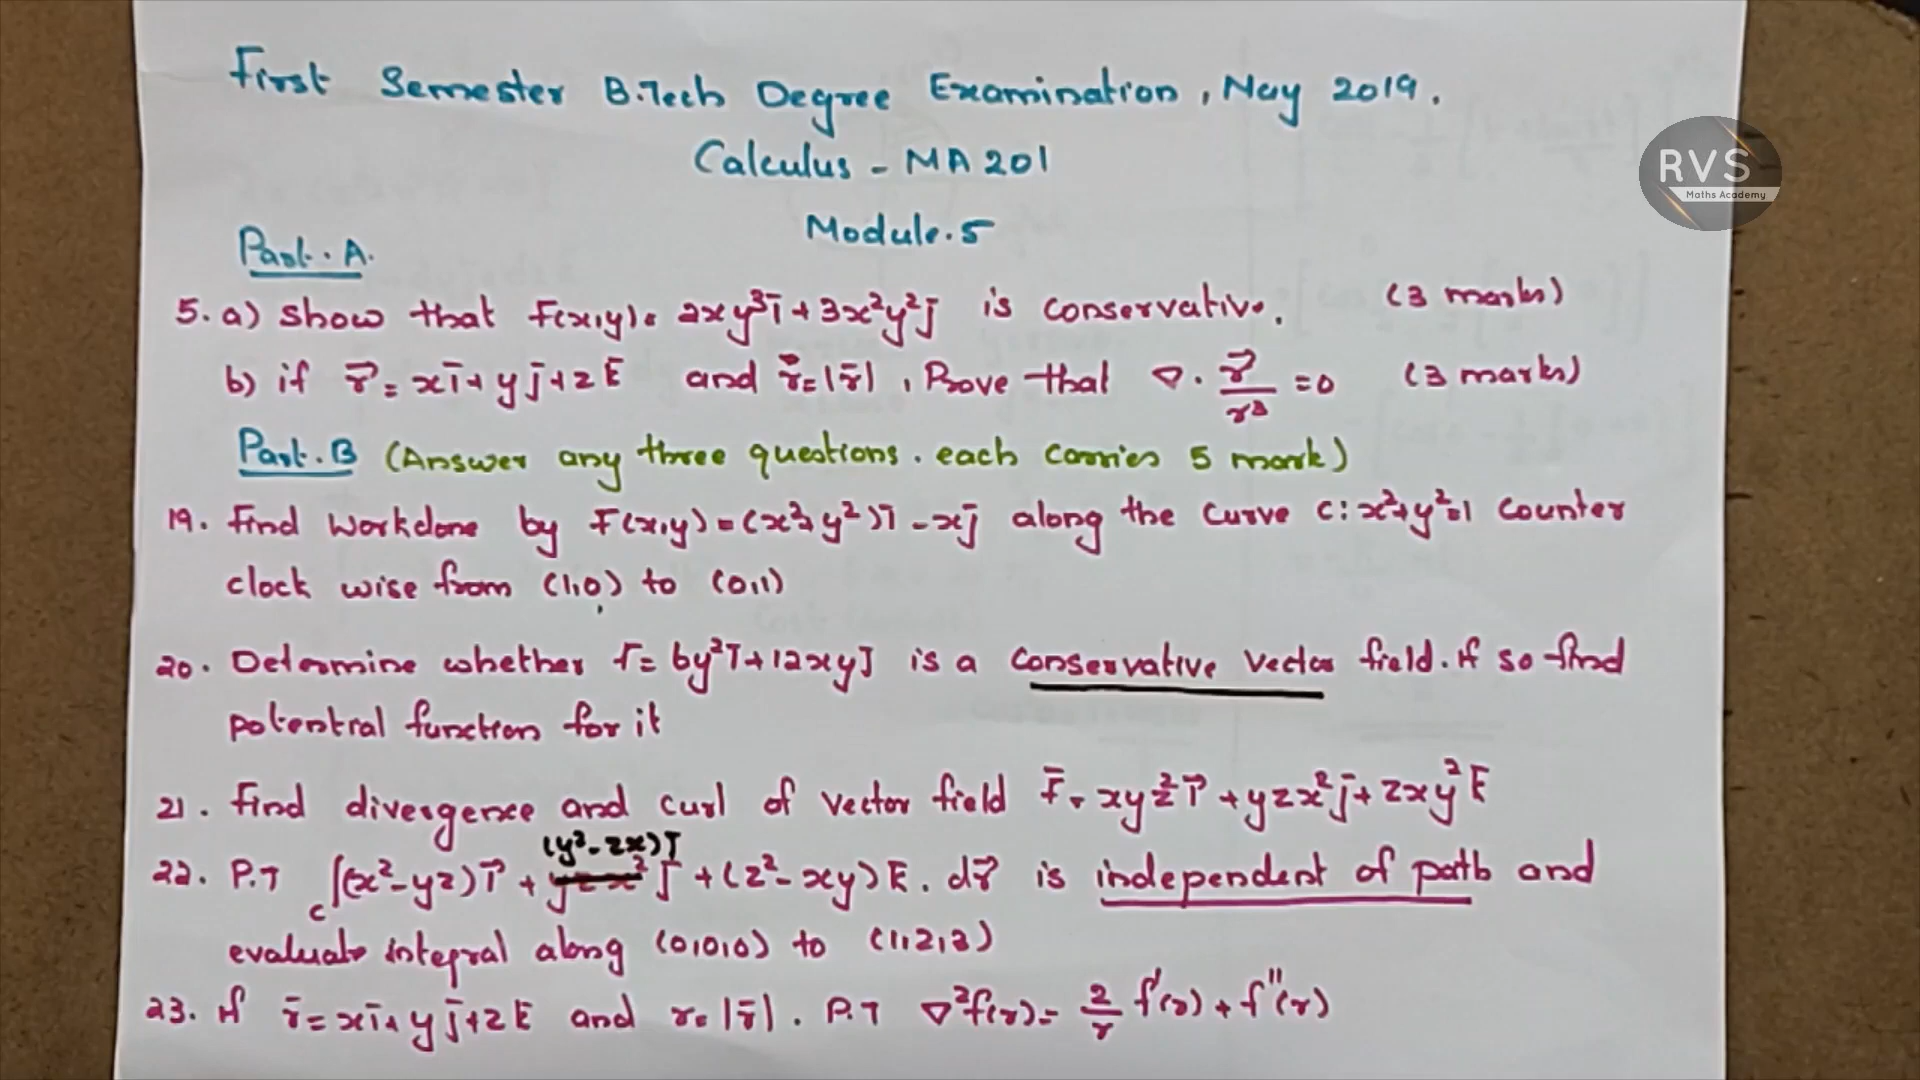 First Semester B.Tech Degree Examination, May 2019.
Calculus - MA 201
RVS
Maths Academy
Module.5
Part.A.
5. a) Show that F(x,y)= 2xy³i̅ + 3x²y²j̅ is conservative. (3 marks)
b) if r⃗ = xi̅+yj̅+zk̅ and r=|r̅|, Prove that ∇. r⃗/r³ =0 (3 marks)
Part.B (Answer any three questions. each carries 5 mark)
19. Find workdone by F(x,y)=(x²+y²)i̅ -xj̅ along the curve C: x²+y²=1 counter
clock wise from (1,0) to (0,1)
20. Determine whether F= 6y²i̅+12xyj̅ is a conservative vector field. if so find
potential function for it
21. Find divergence and curl of vector field F̅= xyz²i⃗ + yzx²j̅+ zxy²k̅
(y²-zx)j̅
22. P.T ∫c(x²-yz)i⃗ + yz x² j̅ +(z²-xy)k̅. dr⃗ is independent of path and
evaluate integral along (0,0,0) to (1,2,3)
23. If r̅=xi̅+yj̅+zk̅ and r=|r̅|. P.T ∇²f(r)= 2/r f'(r)+f''(r)